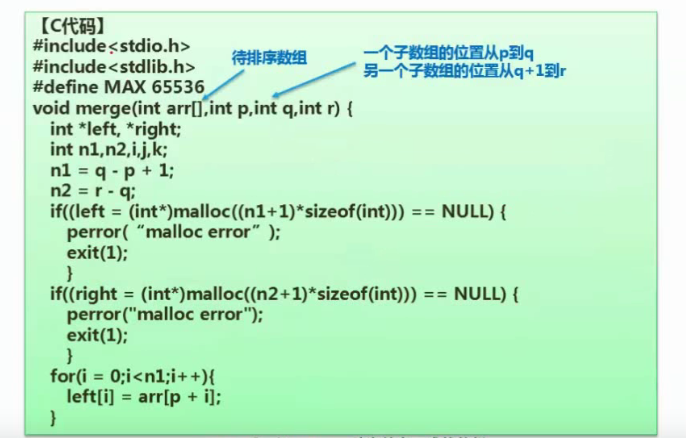 【C代码】
#include<stdio.h>
#include<stdlib.h>
#define MAX 65536
待排序数组
一个子数组的位置从p到q
另一个子数组的位置从q+1到r
void merge(int arr[],int p,int q,int r) {
int *left, *right;
int n1,n2,i,j,k;
n1 = q - p + 1;
n2 = r - q;
if((left = (int*)malloc((n1+1)*sizeof(int))) == NULL) {
perror( “malloc error” );
exit(1);
}
if((right = (int*)malloc((n2+1)*sizeof(int))) == NULL) {
perror("malloc error");
exit(1);
}
for(i = 0;i<n1;i++){
left[i] = arr[p + i];
}